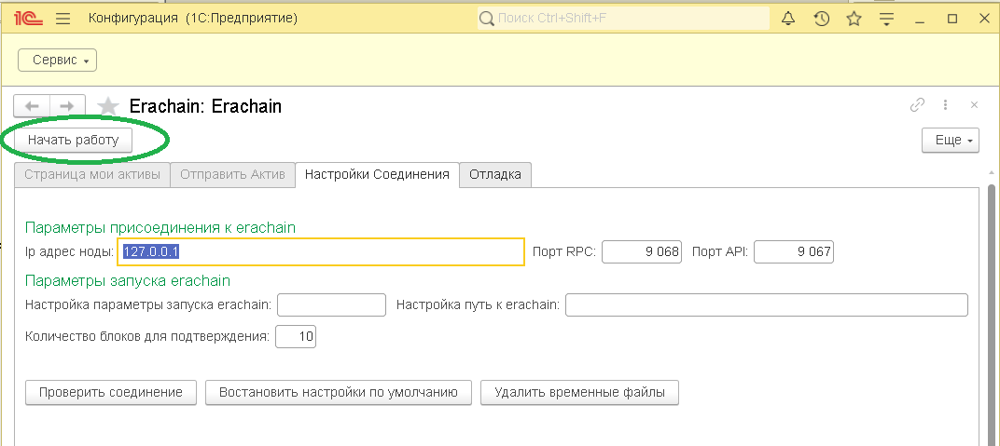 1С Конфигурация (1С:Предприятие) Поиск Ctrl+Shift+F
Сервис
Erachain: Erachain
Начать работу Еще
Страница мои активы Отправить Актив Настройки Соединения Отладка
Параметры присоединения к erachain
Ip адрес ноды: 127.0.0.1 Порт RPC: 9 068 Порт API: 9 067
Параметры запуска erachain
Настройка параметры запуска erachain: Настройка путь к erachain:
Количество блоков для подтверждения: 10
Проверить соединение Востановить настройки по умолчанию Удалить временные файлы